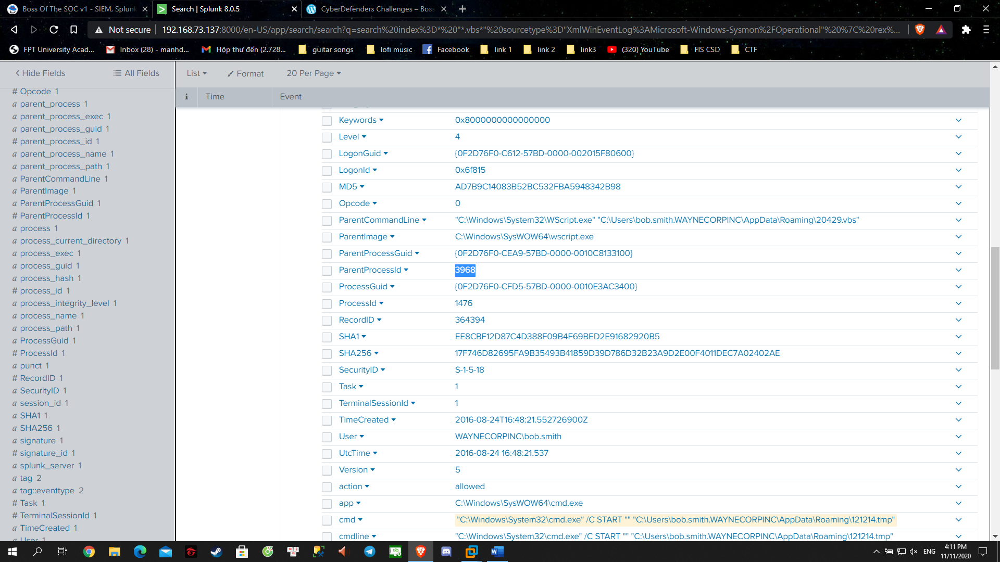 Boss Of The SOC v1 - SIEM, Splunk
Search | Splunk 8.0.5
CyberDefenders Challenges – Boss
Not secure
192.168.73.137:8000/en-US/app/search/search?q=search%20index%3D*%20"*.vbs*"%20sourcetype%3D"XmlWinEventLog%3AMicrosoft-Windows-Sysmon%2FOperational"%20%7C%20rex%...
FPT University Acad...
Inbox (28) - manhd...
Hộp thư đến (2.728...
guitar songs
lofi music
Facebook
link 1
link 2
link3
(320) YouTube
FIS CSD
CTF
Hide Fields
All Fields
List
Format
20 Per Page
i
Time
Event
# Opcode 1
a parent_process 1
a parent_process_exec 1
a parent_process_guid 1
# parent_process_id 1
a parent_process_name 1
a parent_process_path 1
a ParentCommandLine 1
a ParentImage 1
a ParentProcessGuid 1
# ParentProcessId 1
a process 1
a process_current_directory 1
a process_exec 1
a process_guid 1
a process_hash 1
# process_id 1
a process_integrity_level 1
a process_name 1
a process_path 1
a ProcessGuid 1
# ProcessId 1
a punct 1
# RecordID 1
a SecurityID 1
a session_id 1
a SHA1 1
a SHA256 1
a signature 1
# signature_id 1
a splunk_server 1
a tag 2
a tag::eventtype 2
# Task 1
# TerminalSessionId 1
a TimeCreated 1
a User 1
Keywords 0x8000000000000000
Level 4
LogonGuid {0F2D76F0-C612-57BD-0000-002015F80600}
LogonId 0x6f815
MD5 AD7B9C14083B52BC532FBA5948342B98
Opcode 0
ParentCommandLine "C:\Windows\System32\WScript.exe" "C:\Users\bob.smith.WAYNECORPINC\AppData\Roaming\20429.vbs"
ParentImage C:\Windows\SysWOW64\wscript.exe
ParentProcessGuid {0F2D76F0-CEA9-57BD-0000-0010C8133100}
ParentProcessId 3968
ProcessGuid {0F2D76F0-CFD5-57BD-0000-0010E3AC3400}
ProcessId 1476
RecordID 364394
SHA1 EE8CBF12D87C4D388F09B4F69BED2E91682920B5
SHA256 17F746D82695FA9B35493B41859D39D786D32B23A9D2E00F4011DEC7A02402AE
SecurityID S-1-5-18
Task 1
TerminalSessionId 1
TimeCreated 2016-08-24T16:48:21.552726900Z
User WAYNECORPINC\bob.smith
UtcTime 2016-08-24 16:48:21.537
Version 5
action allowed
app C:\Windows\SysWOW64\cmd.exe
cmd "C:\Windows\System32\cmd.exe" /C START "" "C:\Users\bob.smith.WAYNECORPINC\AppData\Roaming\121214.tmp"
cmdline "C:\Windows\System32\cmd.exe" /C START "" "C:\Users\bob.smith.WAYNECORPINC\AppData\Roaming\121214.tmp"
ENG
4:11 PM
11/11/2020